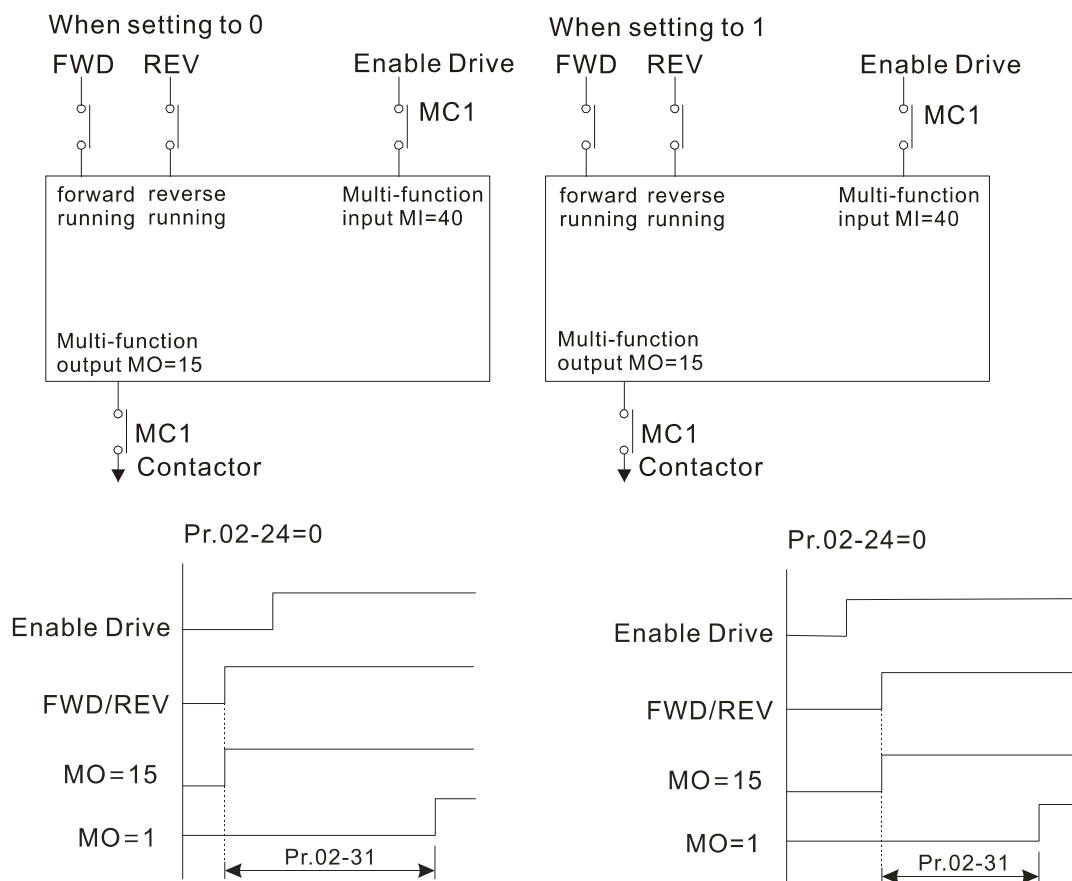 When setting to 0
FWD REV Enable Drive
MC1
forward running
reverse running
Multi-function input MI=40
Multi-function output MO=15
MC1
Contactor
When setting to 1
FWD REV Enable Drive
MC1
forward running
reverse running
Multi-function input MI=40
Multi-function output MO=15
MC1
Contactor
Pr.02-24=0
Enable Drive
FWD/REV
MO=15
MO=1
Pr.02-31
Pr.02-24=0
Enable Drive
FWD/REV
MO=15
MO=1
Pr.02-31